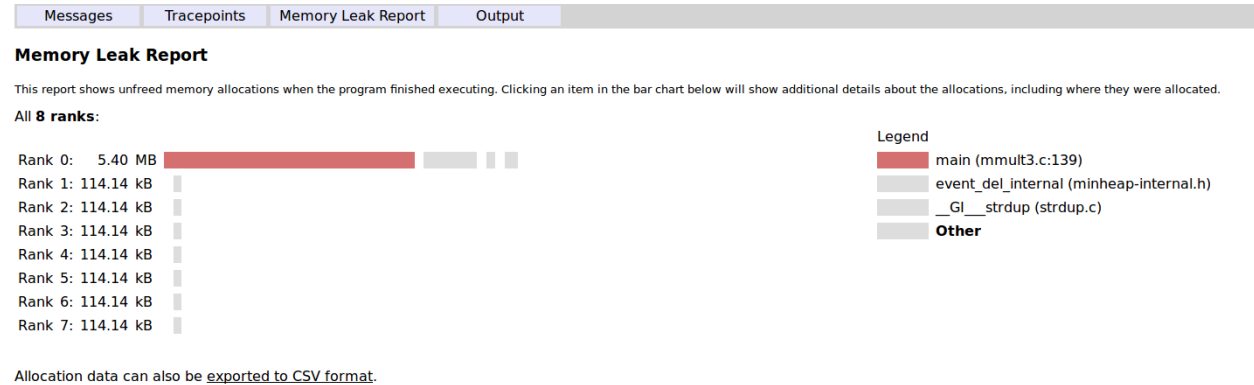 Messages Tracepoints Memory Leak Report Output
Memory Leak Report
This report shows unfreed memory allocations when the program finished executing. Clicking an item in the bar chart below will show additional details about the allocations, including where they were allocated.
All 8 ranks:
Legend
Rank 0: 5.40 MB main (mmult3.c:139)
Rank 1: 114.14 kB event_del_internal (minheap-internal.h)
Rank 2: 114.14 kB __GI___strdup (strdup.c)
Rank 3: 114.14 kB Other
Rank 4: 114.14 kB
Rank 5: 114.14 kB
Rank 6: 114.14 kB
Rank 7: 114.14 kB
Allocation data can also be exported to CSV format.